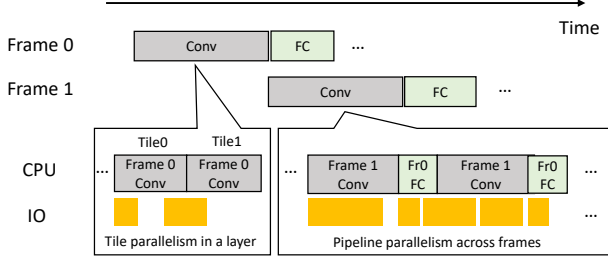 Time
Frame 0
Conv
FC
...
Frame 1
Conv
FC
...
Tile0
Tile1
CPU
...
Frame 0
Conv
Frame 0
Conv
...
Frame 1
Conv
Fr0
FC
Frame 1
Conv
Fr0
FC
...
IO
...
Tile parallelism in a layer
Pipeline parallelism across frames